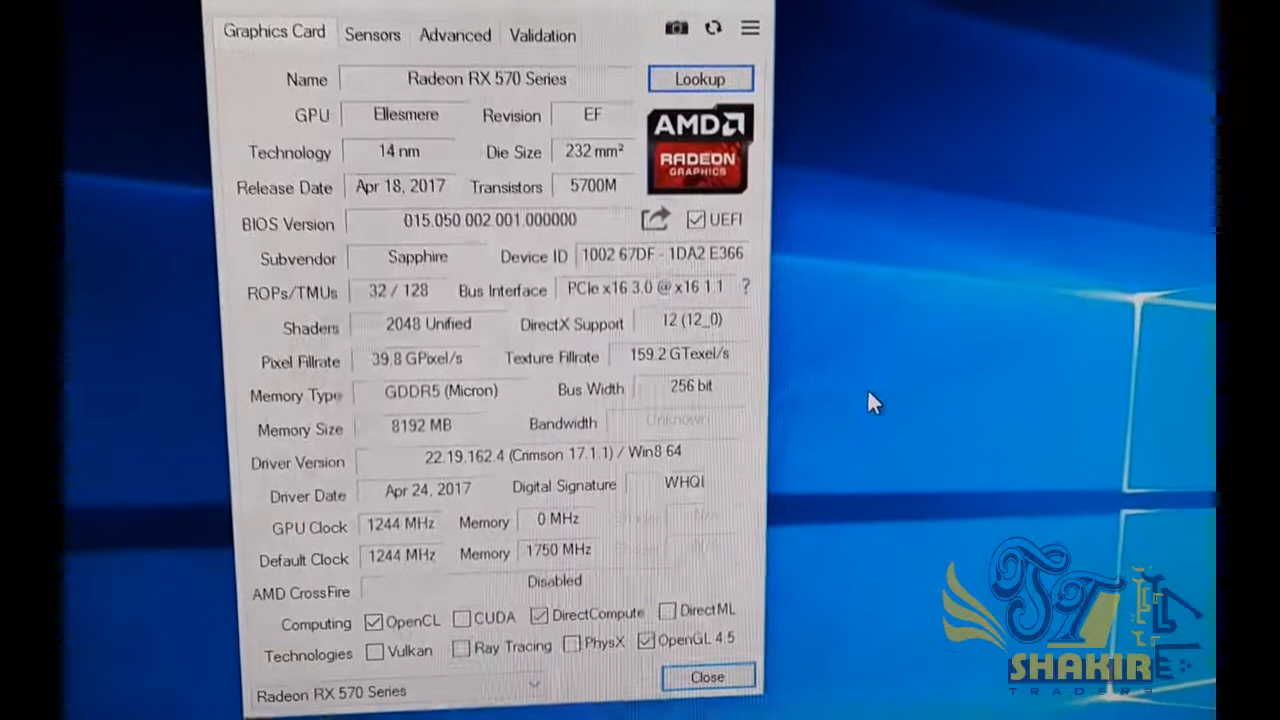 Graphics Card Sensors Advanced Validation
Name Radeon RX 570 Series Lookup
GPU Ellesmere Revision EF
AMD
RADEON
GRAPHICS
Technology 14 nm Die Size 232 mm²
Release Date Apr 18, 2017 Transistors 5700M
BIOS Version 015.050.002.001.000000 UEFI
Subvendor Sapphire Device ID 1002 67DF - 1DA2 E366
ROPs/TMUs 32 / 128 Bus Interface PCIe x16 3.0 @ x16 1.1 ?
Shaders 2048 Unified DirectX Support 12 (12_0)
Pixel Fillrate 39.8 GPixel/s Texture Fillrate 159.2 GTexel/s
Memory Type GDDR5 (Micron) Bus Width 256 bit
Memory Size 8192 MB Bandwidth Unknown
Driver Version 22.19.162.4 (Crimson 17.1.1) / Win8 64
Driver Date Apr 24, 2017 Digital Signature WHQL
GPU Clock 1244 MHz Memory 0 MHz Shader N/A
Default Clock 1244 MHz Memory 1750 MHz Shader N/A
AMD CrossFire Disabled
Computing OpenCL CUDA DirectCompute DirectML
Technologies Vulkan Ray Tracing PhysX OpenGL 4.5
Radeon RX 570 Series Close
ST
SHAKIR
TRADERS